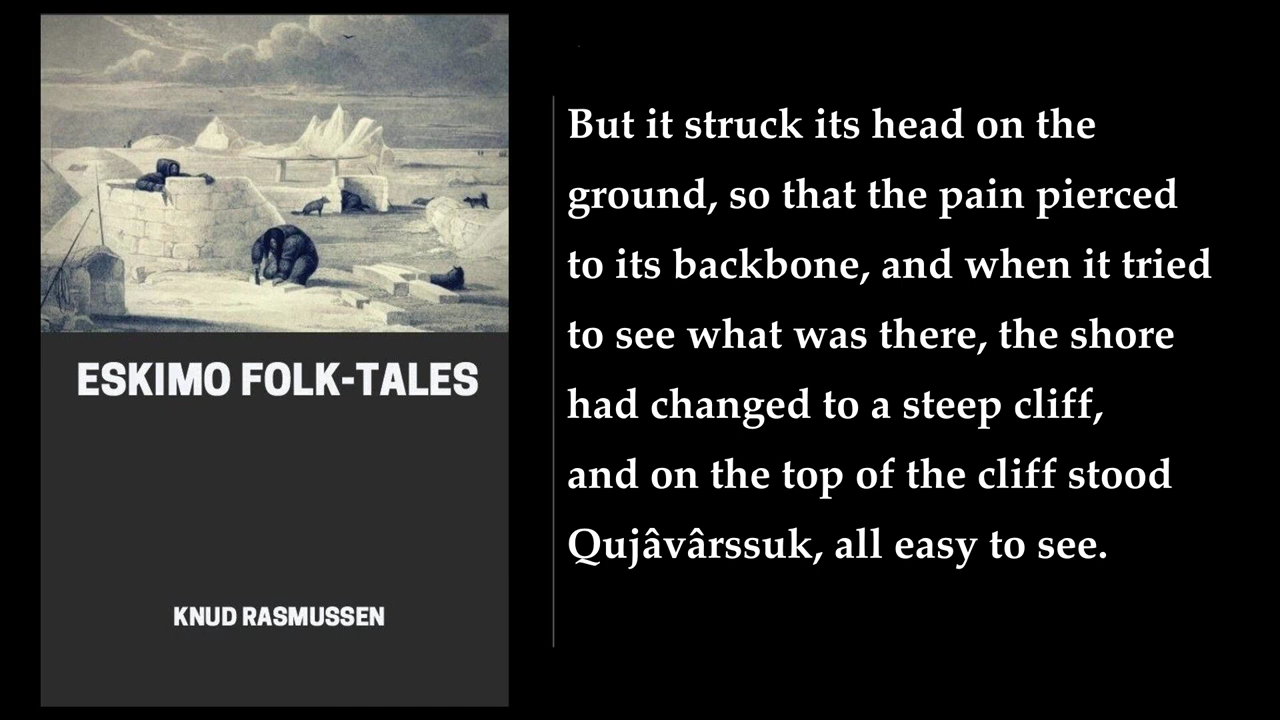 ESKIMO FOLK-TALES
KNUD RASMUSSEN
But it struck its head on the
ground, so that the pain pierced
to its backbone, and when it tried
to see what was there, the shore
had changed to a steep cliff,
and on the top of the cliff stood
Qujâvârssuk, all easy to see.